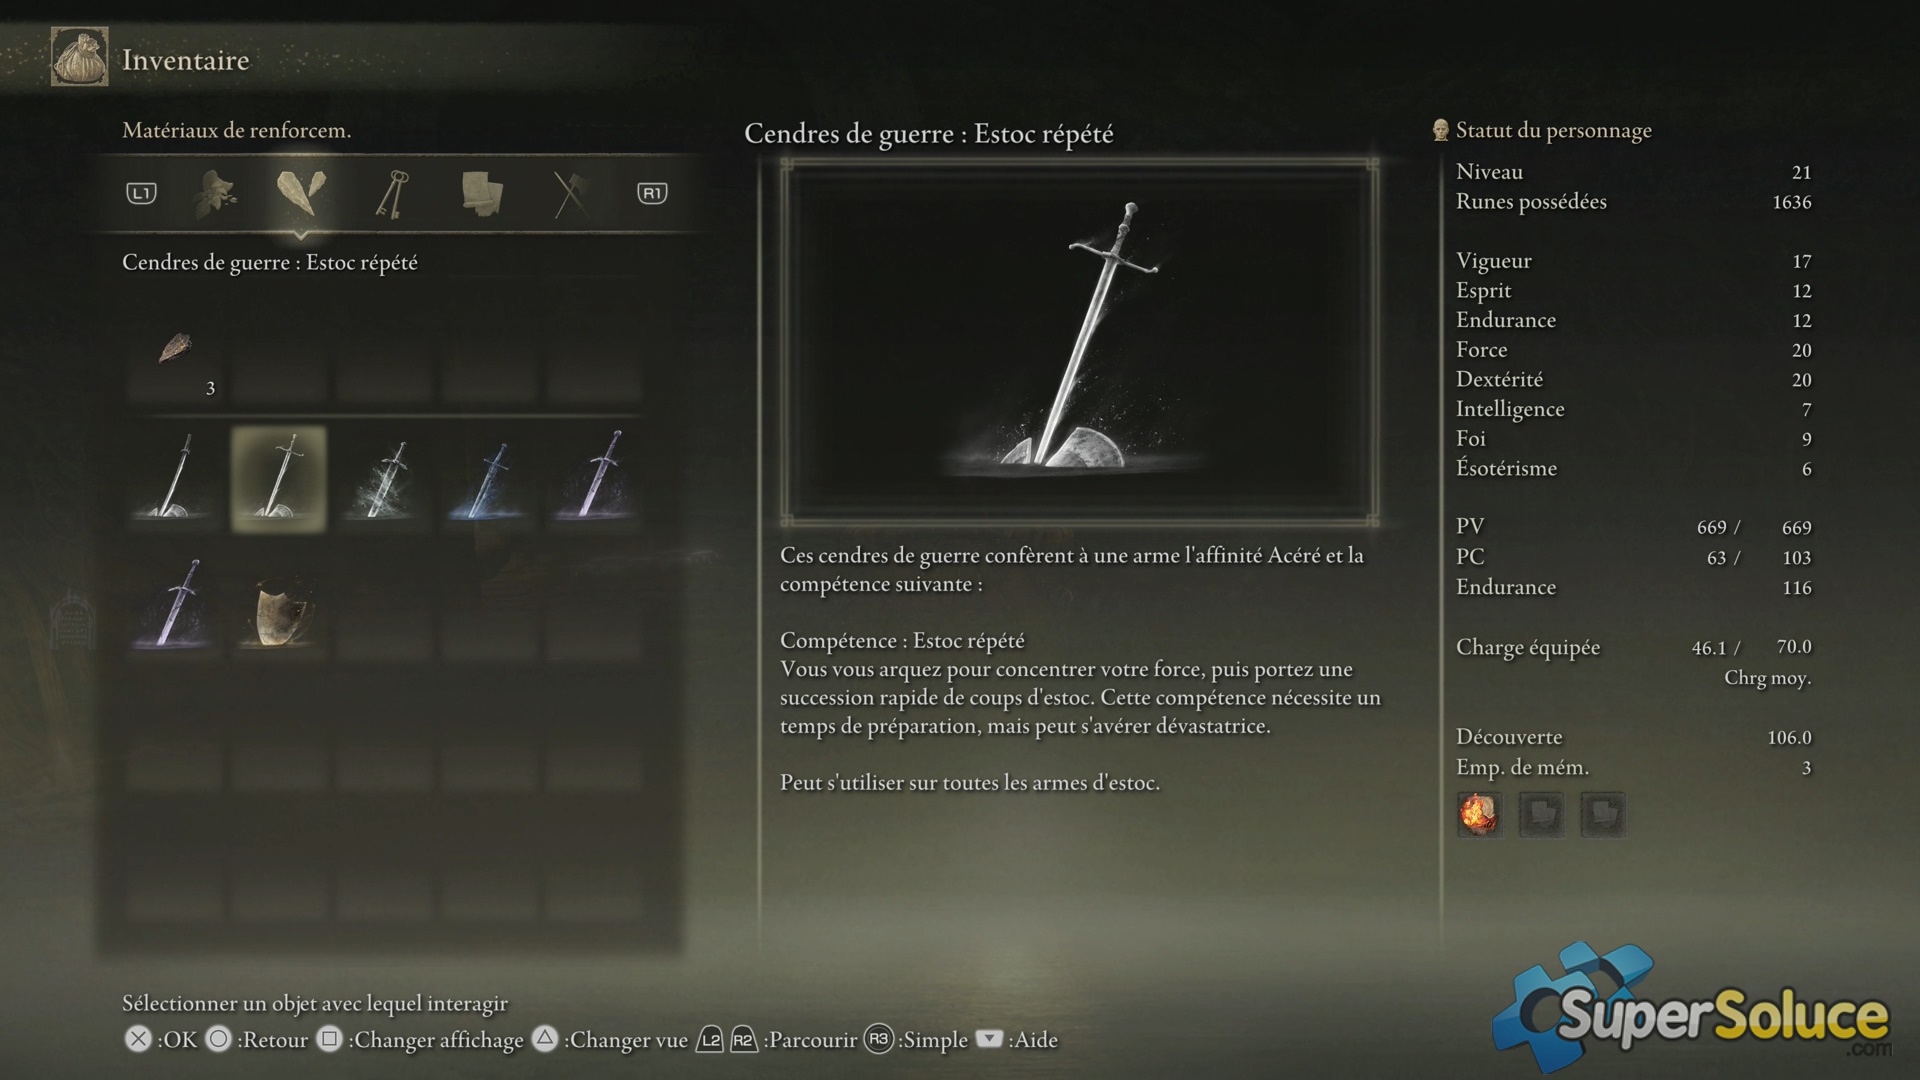 Inventaire
Matériaux de renforcem.
L1
R1
Cendres de guerre : Estoc répété
3
Cendres de guerre : Estoc répété
Ces cendres de guerre confèrent à une arme l'affinité Acéré et la
compétence suivante :
Compétence : Estoc répété
Vous vous arquez pour concentrer votre force, puis portez une
succession rapide de coups d'estoc. Cette compétence nécessite un
temps de préparation, mais peut s'avérer dévastatrice.
Peut s'utiliser sur toutes les armes d'estoc.
Statut du personnage
Niveau 21
Runes possédées 1636
Vigueur 17
Esprit 12
Endurance 12
Force 20
Dextérité 20
Intelligence 7
Foi 9
Ésotérisme 6
PV 669 / 669
PC 63 / 103
Endurance 116
Charge équipée 46.1 / 70.0
Chrg moy.
Découverte 106.0
Emp. de mém. 3
Sélectionner un objet avec lequel interagir
:OK :Retour :Changer affichage :Changer vue L2 R2 :Parcourir R3 :Simple :Aide
SuperSoluce
.com